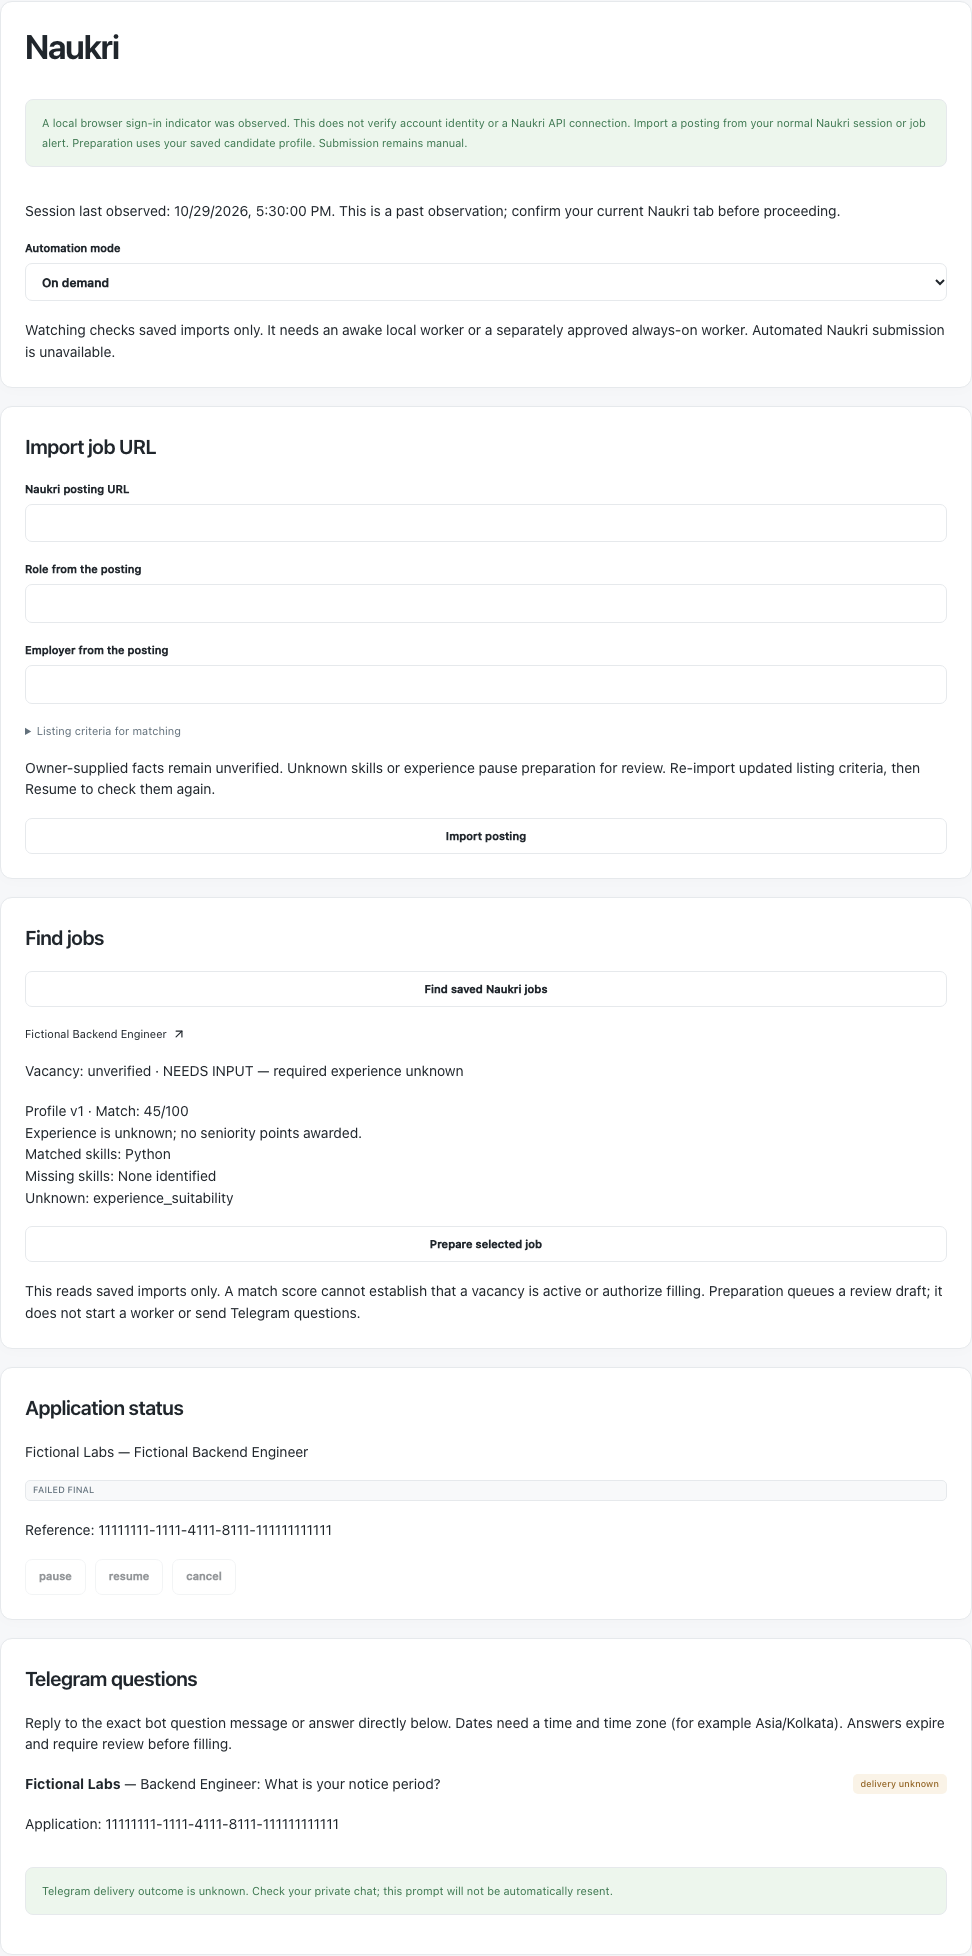 Naukri
A local browser sign-in indicator was observed. This does not verify account identity or a Naukri API connection. Import a posting from your normal Naukri session or job
alert. Preparation uses your saved candidate profile. Submission remains manual.
Session last observed: 10/29/2026, 5:30:00 PM. This is a past observation; confirm your current Naukri tab before proceeding.
Automation mode
On demand
Watching checks saved imports only. It needs an awake local worker or a separately approved always-on worker. Automated Naukri submission
is unavailable.
Import job URL
Naukri posting URL
Role from the posting
Employer from the posting
Listing criteria for matching
Owner-supplied facts remain unverified. Unknown skills or experience pause preparation for review. Re-import updated listing criteria, then
Resume to check them again.
Import posting
Find jobs
Find saved Naukri jobs
Fictional Backend Engineer
Vacancy: unverified · NEEDS INPUT — required experience unknown
Profile v1 · Match: 45/100
Experience is unknown; no seniority points awarded.
Matched skills: Python
Missing skills: None identified
Unknown: experience_suitability
Prepare selected job
This reads saved imports only. A match score cannot establish that a vacancy is active or authorize filling. Preparation queues a review draft; it
does not start a worker or send Telegram questions.
Application status
Fictional Labs — Fictional Backend Engineer
FAILED FINAL
Reference: 11111111-1111-4111-8111-111111111111
pause resume cancel
Telegram questions
Reply to the exact bot question message or answer directly below. Dates need a time and time zone (for example Asia/Kolkata). Answers expire
and require review before filling.
Fictional Labs — Backend Engineer: What is your notice period? delivery unknown
Application: 11111111-1111-4111-8111-111111111111
Telegram delivery outcome is unknown. Check your private chat; this prompt will not be automatically resent.